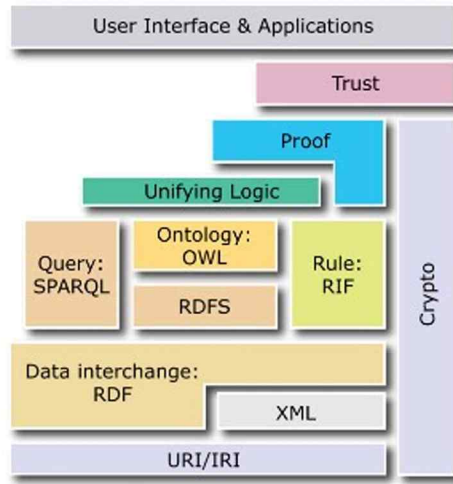 User Interface & Applications
Trust
Proof
Unifying Logic
Ontology:
OWL
Query:
SPARQL
Rule:
RIF
RDFS
Crypto
Data interchange:
RDF
XML
URI/IRI